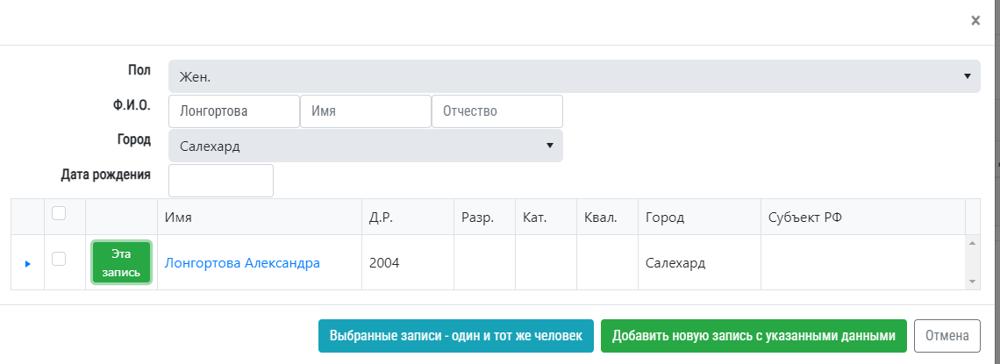 ×
Пол Жен.
Ф.И.О. Лонгортова Имя Отчество
Город Салехард
Дата рождения
Имя Д.Р. Разр. Кат. Квал. Город Субъект РФ
Эта
запись
Лонгортова Александра 2004 Салехард
Выбранные записи - один и тот же человек Добавить новую запись с указанными данными Отмена